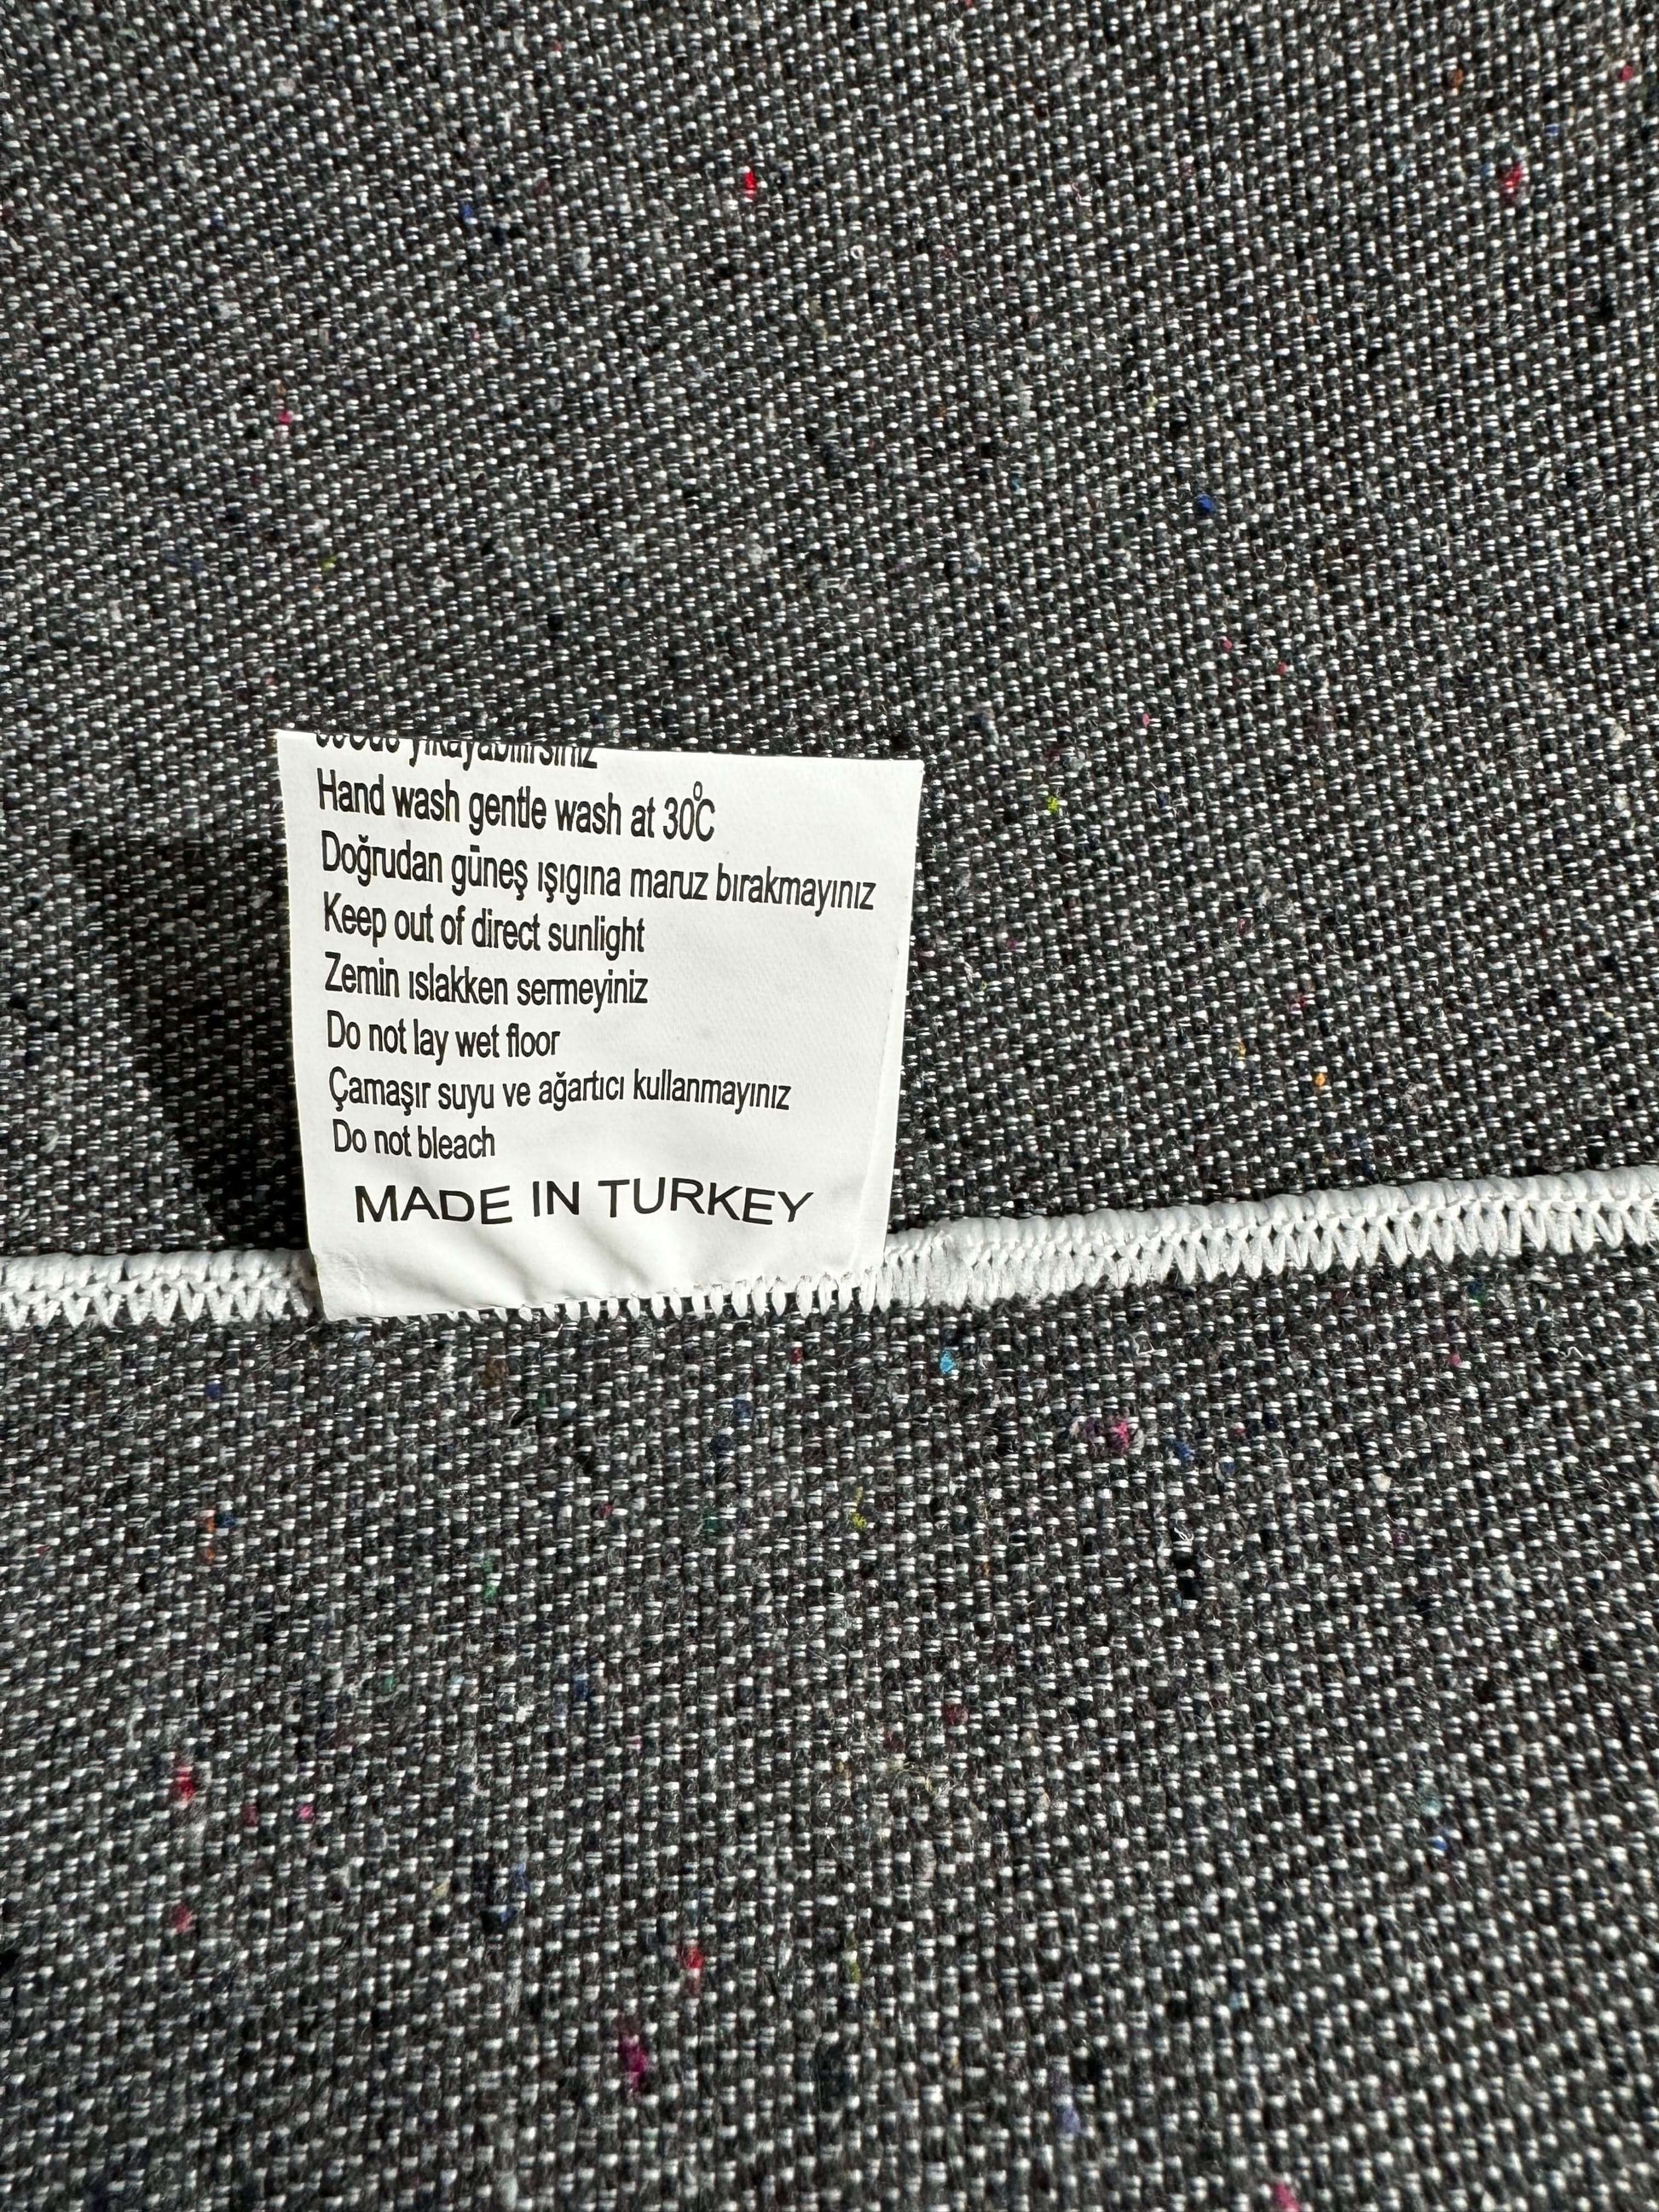 yıkayabilirsiniz
Hand wash gentle wash at 30°C
Doğrudan güneş ışıgına maruz bırakmayınız
Keep out of direct sunlight
Zemin ıslakken sermeyiniz
Do not lay wet floor
Çamaşır suyu ve ağartıcı kullanmayınız
Do not bleach
MADE IN TURKEY